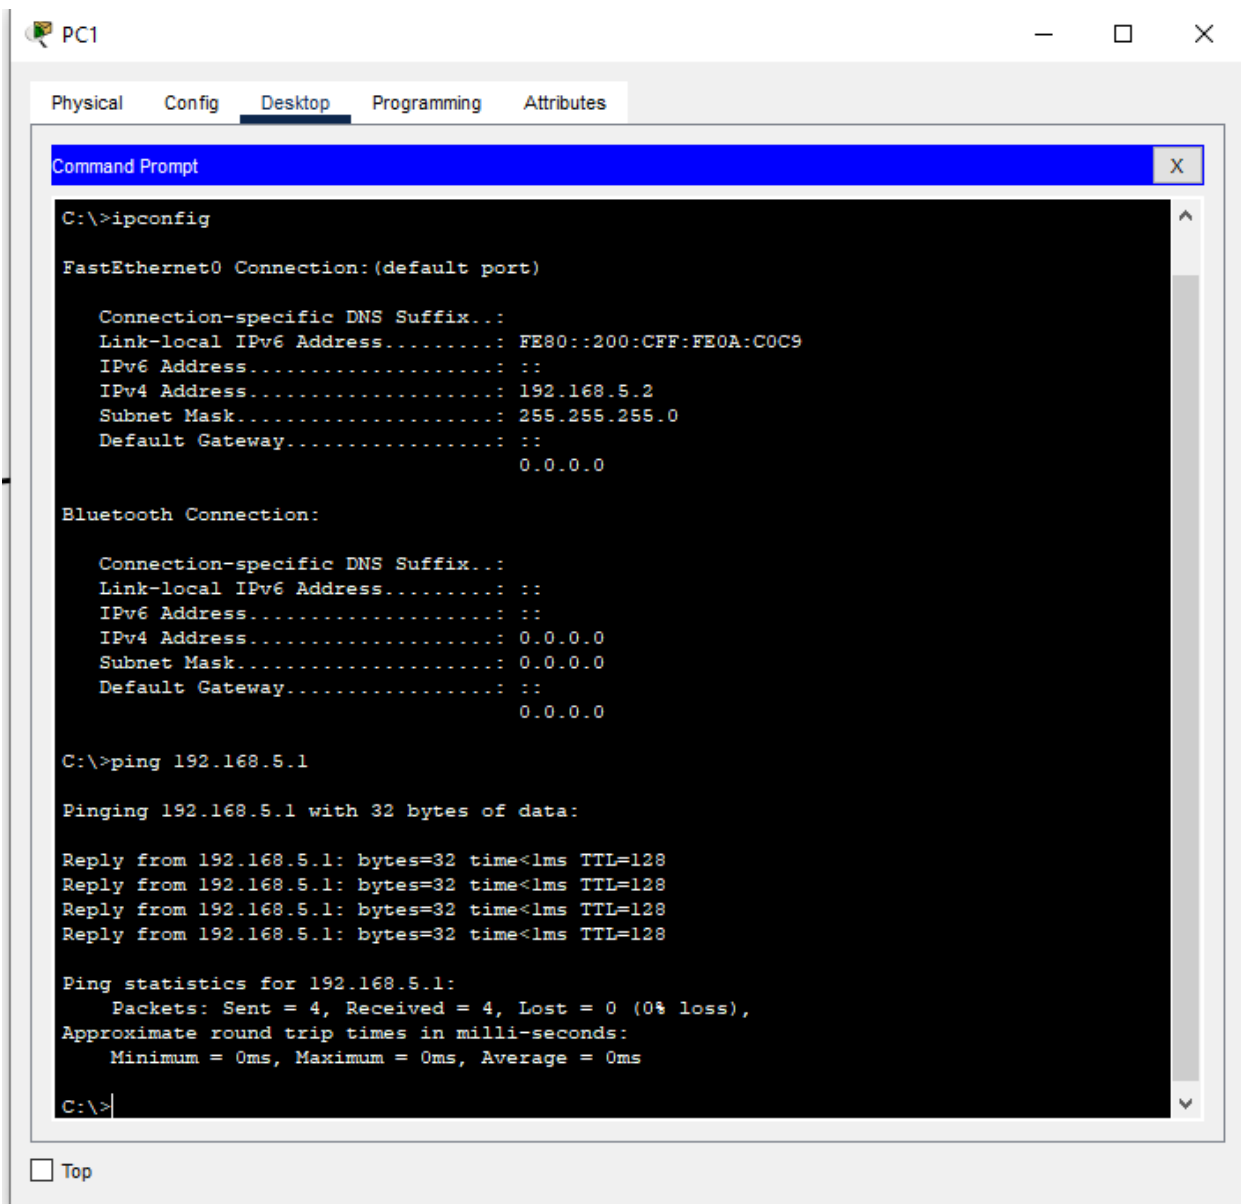 PC1
Physical Config Desktop Programming Attributes
Command Prompt X
C:\>ipconfig
FastEthernet0 Connection:(default port)
Connection-specific DNS Suffix..:
Link-local IPv6 Address.........: FE80::200:CFF:FE0A:C0C9
IPv6 Address....................: ::
IPv4 Address....................: 192.168.5.2
Subnet Mask.....................: 255.255.255.0
Default Gateway.................: ::
0.0.0.0
Bluetooth Connection:
Connection-specific DNS Suffix..:
Link-local IPv6 Address.........: ::
IPv6 Address....................: ::
IPv4 Address....................: 0.0.0.0
Subnet Mask.....................: 0.0.0.0
Default Gateway.................: ::
0.0.0.0
C:\>ping 192.168.5.1
Pinging 192.168.5.1 with 32 bytes of data:
Reply from 192.168.5.1: bytes=32 time<1ms TTL=128
Reply from 192.168.5.1: bytes=32 time<1ms TTL=128
Reply from 192.168.5.1: bytes=32 time<1ms TTL=128
Reply from 192.168.5.1: bytes=32 time<1ms TTL=128
Ping statistics for 192.168.5.1:
Packets: Sent = 4, Received = 4, Lost = 0 (0% loss),
Approximate round trip times in milli-seconds:
Minimum = 0ms, Maximum = 0ms, Average = 0ms
C:\>
Top